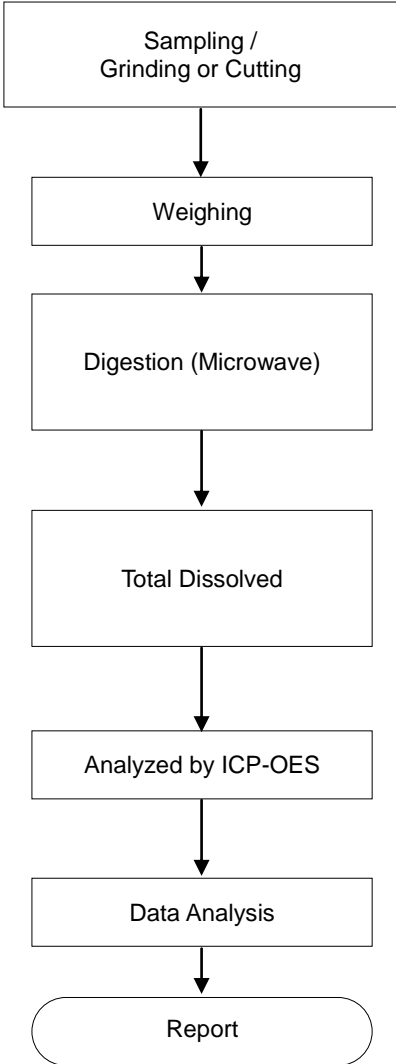 Sampling /
Grinding or Cutting
Weighing
Digestion (Microwave)
Total Dissolved
Analyzed by ICP-OES
Data Analysis
Report